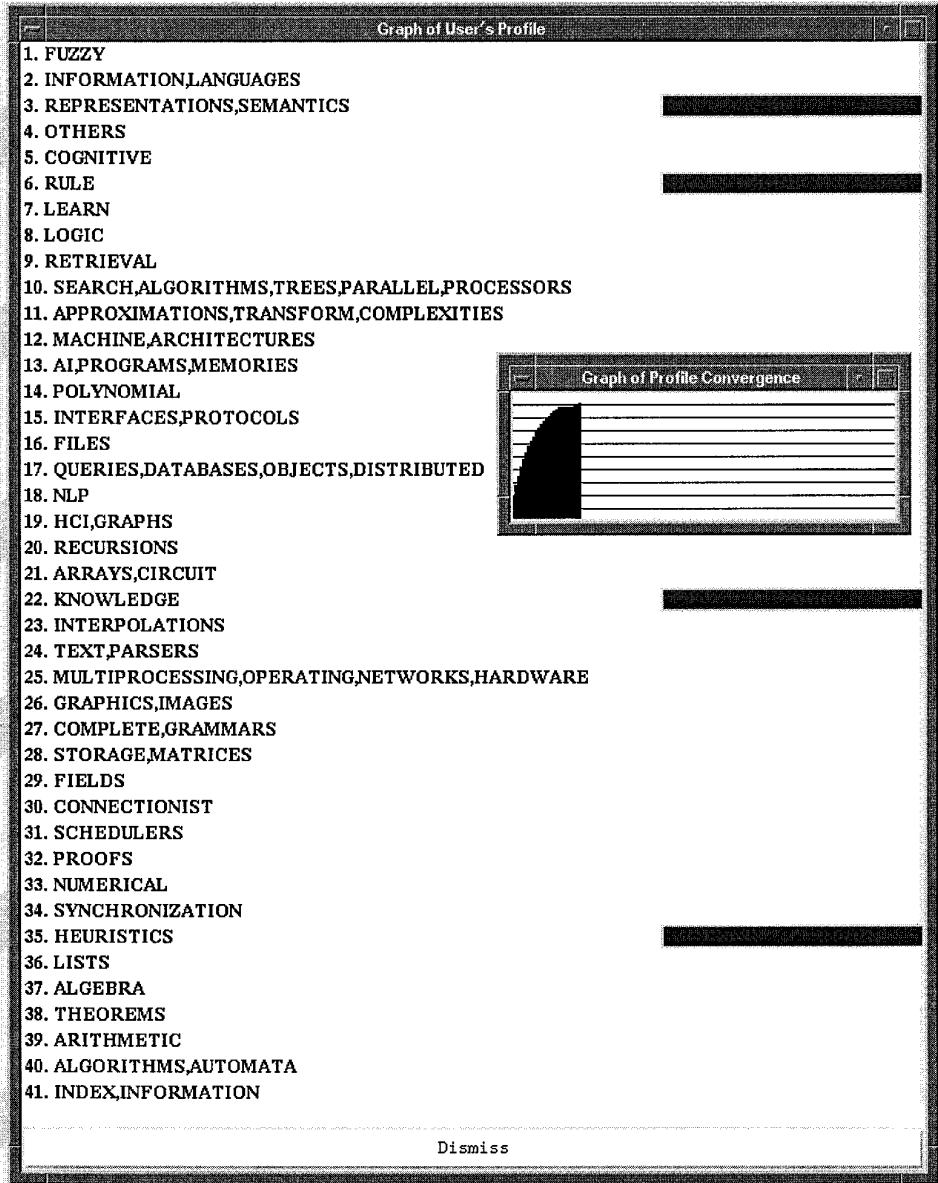 Graph of User's Profile
1. FUZZY
2. INFORMATION,LANGUAGES
3. REPRESENTATIONS,SEMANTICS
4. OTHERS
5. COGNITIVE
6. RULE
7. LEARN
8. LOGIC
9. RETRIEVAL
10. SEARCH,ALGORITHMS,TREES,PARALLEL,PROCESSORS
11. APPROXIMATIONS,TRANSFORM,COMPLEXITIES
12. MACHINE,ARCHITECTURES
13. AI,PROGRAMS,MEMORIES
14. POLYNOMIAL
15. INTERFACES,PROTOCOLS
16. FILES
17. QUERIES,DATABASES,OBJECTS,DISTRIBUTED
18. NLP
19. HCI,GRAPHS
20. RECURSIONS
21. ARRAYS,CIRCUIT
22. KNOWLEDGE
23. INTERPOLATIONS
24. TEXT,PARSERS
25. MULTIPROCESSING,OPERATING,NETWORKS,HARDWARE
26. GRAPHICS,IMAGES
27. COMPLETE,GRAMMARS
28. STORAGE,MATRICES
29. FIELDS
30. CONNECTIONIST
31. SCHEDULERS
32. PROOFS
33. NUMERICAL
34. SYNCHRONIZATION
35. HEURISTICS
36. LISTS
37. ALGEBRA
38. THEOREMS
39. ARITHMETIC
40. ALGORITHMS,AUTOMATA
41. INDEX,INFORMATION
Graph of Profile Convergence
Dismiss